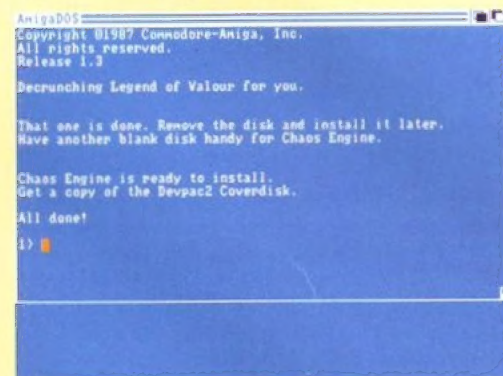 AmigaDOS
Copyright ©1987 Commodore-Amiga, Inc.
All rights reserved.
Release 1.3
Decrunching Legend of Valour for you.
That one is done. Remove the disk and install it later.
Have another blank disk handy for Chaos Engine.
Chaos Engine is ready to install.
Get a copy of the Devpac2 Coverdisk.
All done!
1>